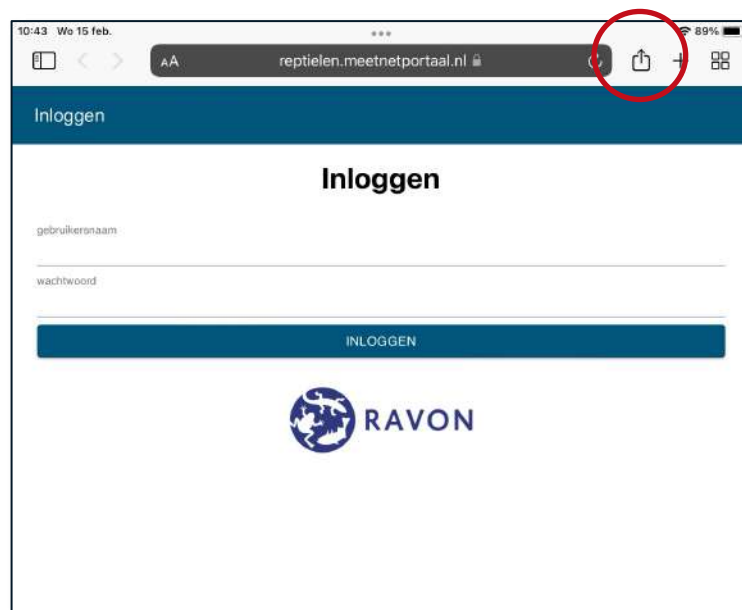 10:43 Wo 15 feb.
89%
AA
reptielen.meetnetportaal.nl
Inloggen
Inloggen
gebruikersnaam
wachtwoord
INLOGGEN
RAVON